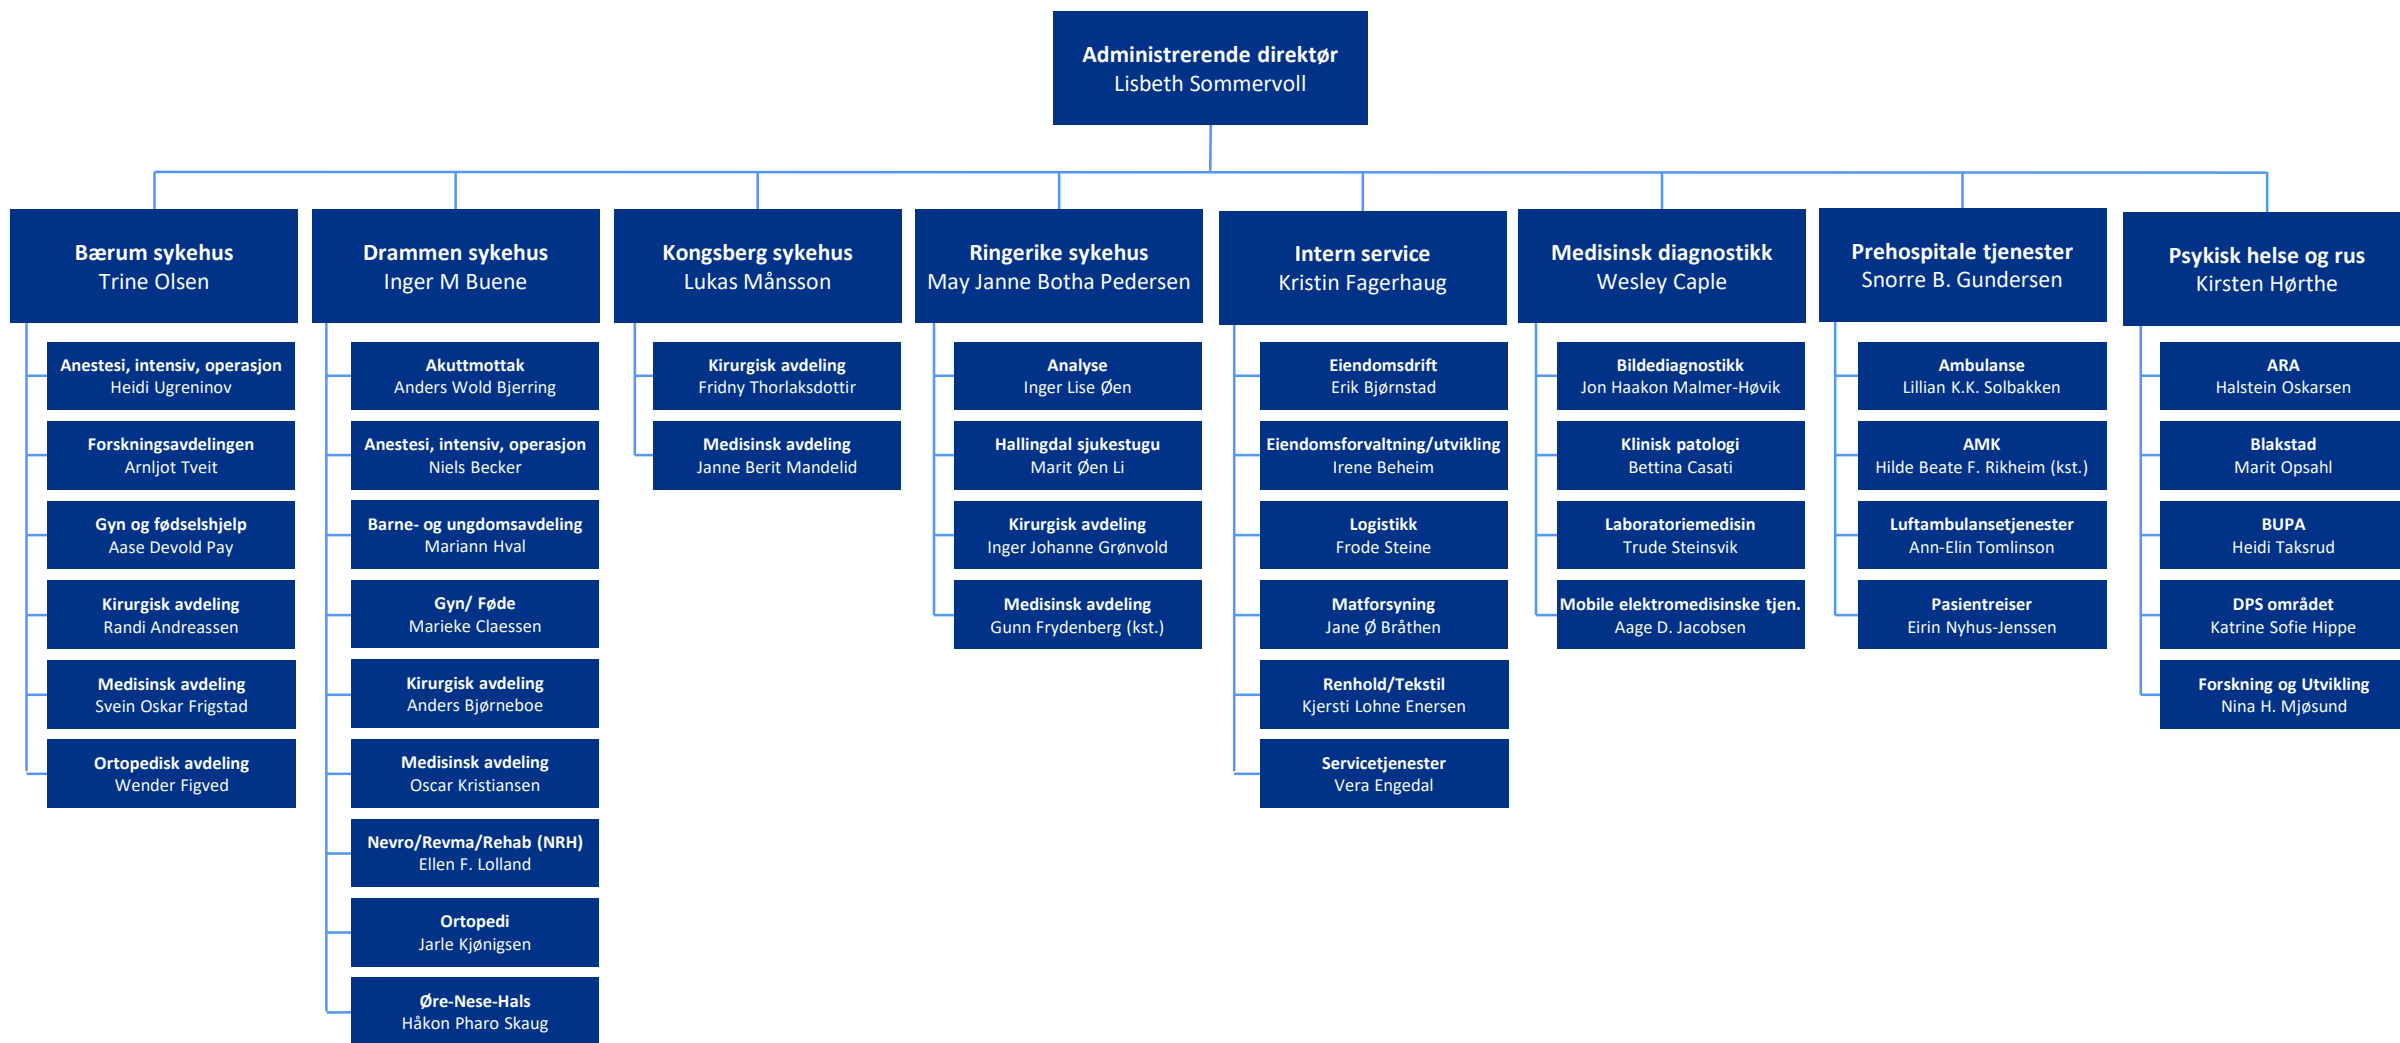 Administrerende direktør
Lisbeth Sommervoll
Bærum sykehus
Trine Olsen
Anestesi, intensiv, operasjon
Heidi Ugreninov
Forskningsavdelingen
Arnljot Tveit
Gyn og fødselshjelp
Aase Devold Pay
Kirurgisk avdeling
Randi Andreassen
Medisinsk avdeling
Svein Oskar Frigstad
Ortopedisk avdeling
Wender Figved
Drammen sykehus
Inger M Buene
Akuttmottak
Anders Wold Bjerring
Anestesi, intensiv, operasjon
Niels Becker
Barne- og ungdomsavdeling
Mariann Hval
Gyn/ Føde
Marieke Claessen
Kirurgisk avdeling
Anders Bjørneboe
Medisinsk avdeling
Oscar Kristiansen
Nevro/Revma/Rehab (NRH)
Ellen F. Lolland
Ortopedi
Jarle Kjønigsen
Øre-Nese-Hals
Håkon Pharo Skaug
Kongsberg sykehus
Lukas Månsson
Kirurgisk avdeling
Fridny Thorlaksdottir
Medisinsk avdeling
Janne Berit Mandelid
Ringerike sykehus
May Janne Botha Pedersen
Analyse
Inger Lise Øen
Hallingdal sjukestugu
Marit Øen Li
Kirurgisk avdeling
Inger Johanne Grønvold
Medisinsk avdeling
Gunn Frydenberg (kst.)
Intern service
Kristin Fagerhaug
Eiendomsdrift
Erik Bjørnstad
Eiendomsforvaltning/utvikling
Irene Beheim
Logistikk
Frode Steine
Matforsyning
Jane Ø Bråthen
Renhold/Tekstil
Kjersti Lohne Enersen
Servicetjenester
Vera Engedal
Medisinsk diagnostikk
Wesley Caple
Bildediagnostikk
Jon Haakon Malmer-Høvik
Klinisk patologi
Bettina Casati
Laboratoriemedisin
Trude Steinsvik
Mobile elektromedisinske tjen.
Aage D. Jacobsen
Prehospitale tjenester
Snorre B. Gundersen
Ambulanse
Lillian K.K. Solbakken
AMK
Hilde Beate F. Rikheim (kst.)
Luftambulansetjenester
Ann-Elin Tomlinson
Pasientreiser
Eirin Nyhus-Jenssen
Psykisk helse og rus
Kirsten Hørthe
ARA
Halstein Oskarsen
Blakstad
Marit Opsahl
BUPA
Heidi Taksrud
DPS området
Katrine Sofie Hippe
Forskning og Utvikling
Nina H. Mjøsund